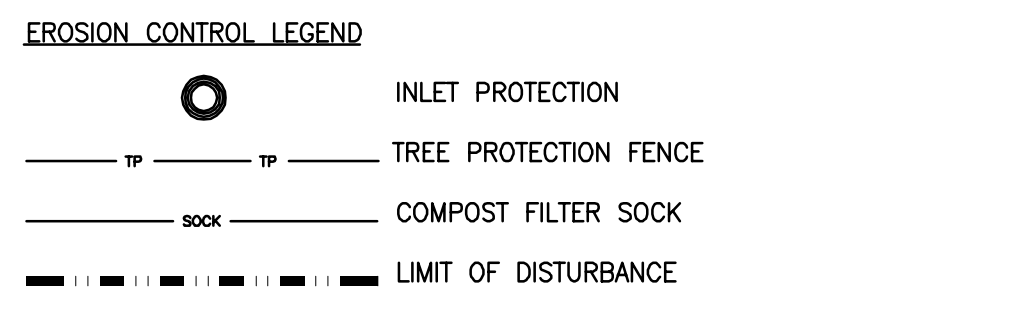 EROSION CONTROL LEGEND
INLET PROTECTION
TP TP TREE PROTECTION FENCE
SOCK COMPOST FILTER SOCK
LIMIT OF DISTURBANCE